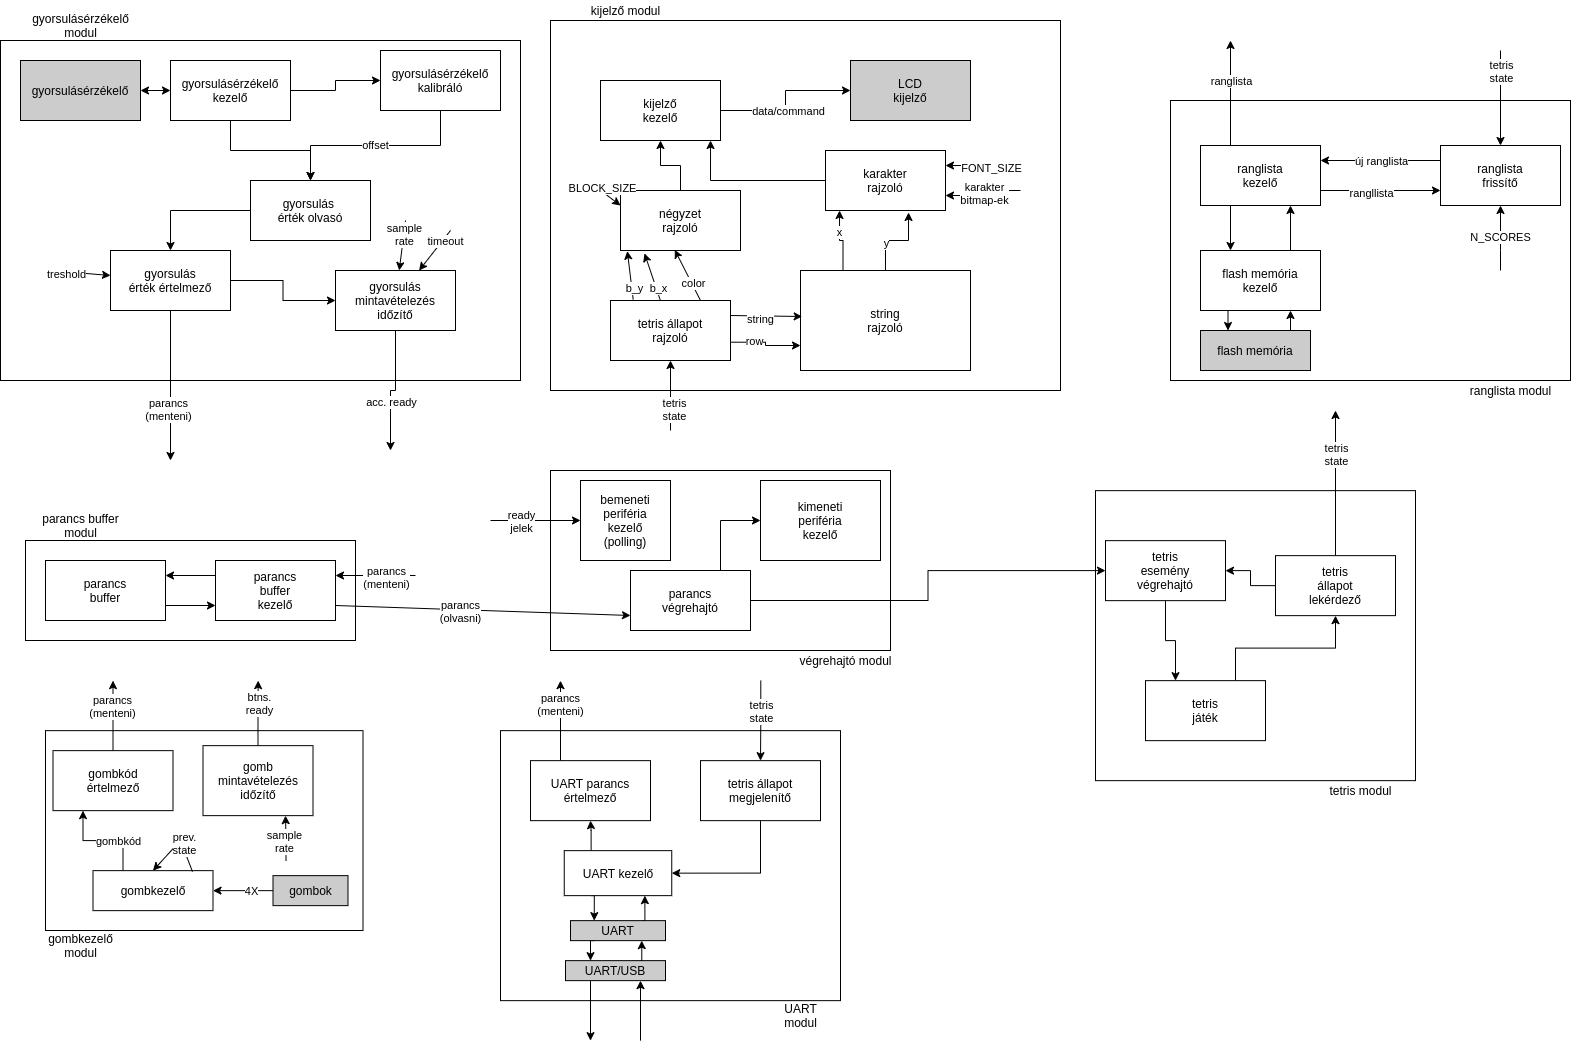 gyorsulásérzékelő
modul
gyorsulásérzékelő
gyorsulásérzékelő
kezelő
gyorsulásérzékelő
kalibráló
offset
gyorsulás
érték olvasó
sample
rate
timeout
treshold
gyorsulás
érték értelmező
gyorsulás
mintavételezés
időzítő
parancs
(menteni)
acc. ready
kijelző modul
kijelző
kezelő
data/command
LCD
kijelző
karakter
rajzoló
FONT_SIZE
karakter
bitmap-ek
BLOCK_SIZE
négyzet
rajzoló
x
y
b_y
b_x
color
tetris állapot
rajzoló
string
row
string
rajzoló
tetris
state
ranglista
tetris
state
ranglista
kezelő
új ranglista
rangllista
ranglista
frissítő
N_SCORES
flash memória
kezelő
flash memória
ranglista modul
parancs buffer
modul
parancs
buffer
parancs
buffer
kezelő
parancs
(menteni)
parancs
(olvasni)
ready
jelek
bemeneti
periféria
kezelő
(polling)
kimeneti
periféria
kezelő
parancs
végrehajtó
végrehajtó modul
tetris
state
tetris
esemény
végrehajtó
tetris
állapot
lekérdező
tetris
játék
tetris modul
parancs
(menteni)
btns.
ready
gombkód
értelmező
gomb
mintavételezés
időzítő
gombkód
prev.
state
sample
rate
gombkezelő
4X
gombok
gombkezelő
modul
parancs
(menteni)
tetris
state
UART parancs
értelmező
tetris állapot
megjelenítő
UART kezelő
UART
UART/USB
UART
modul